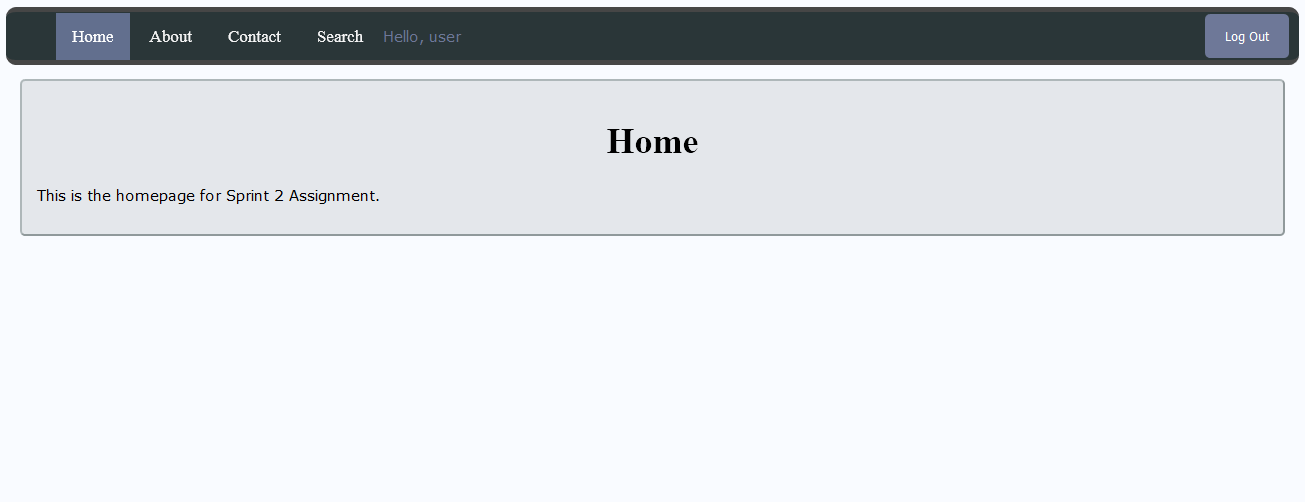 Home About Contact Search Hello, user Log Out
Home
This is the homepage for Sprint 2 Assignment.